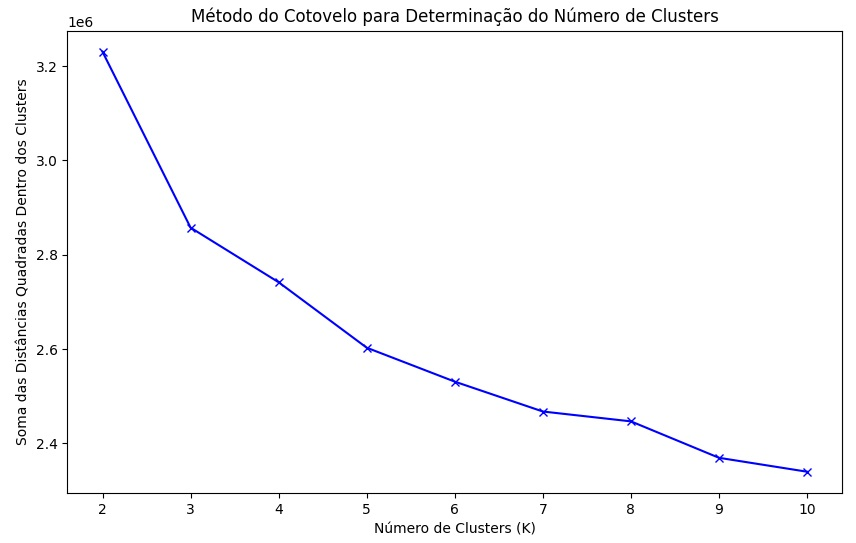 Método do Cotovelo para Determinação do Número de Clusters
1e6
Soma das Distâncias Quadradas Dentro dos Clusters
3.2
3.0
2.8
2.6
2.4
2 3 4 5 6 7 8 9 10
Número de Clusters (K)